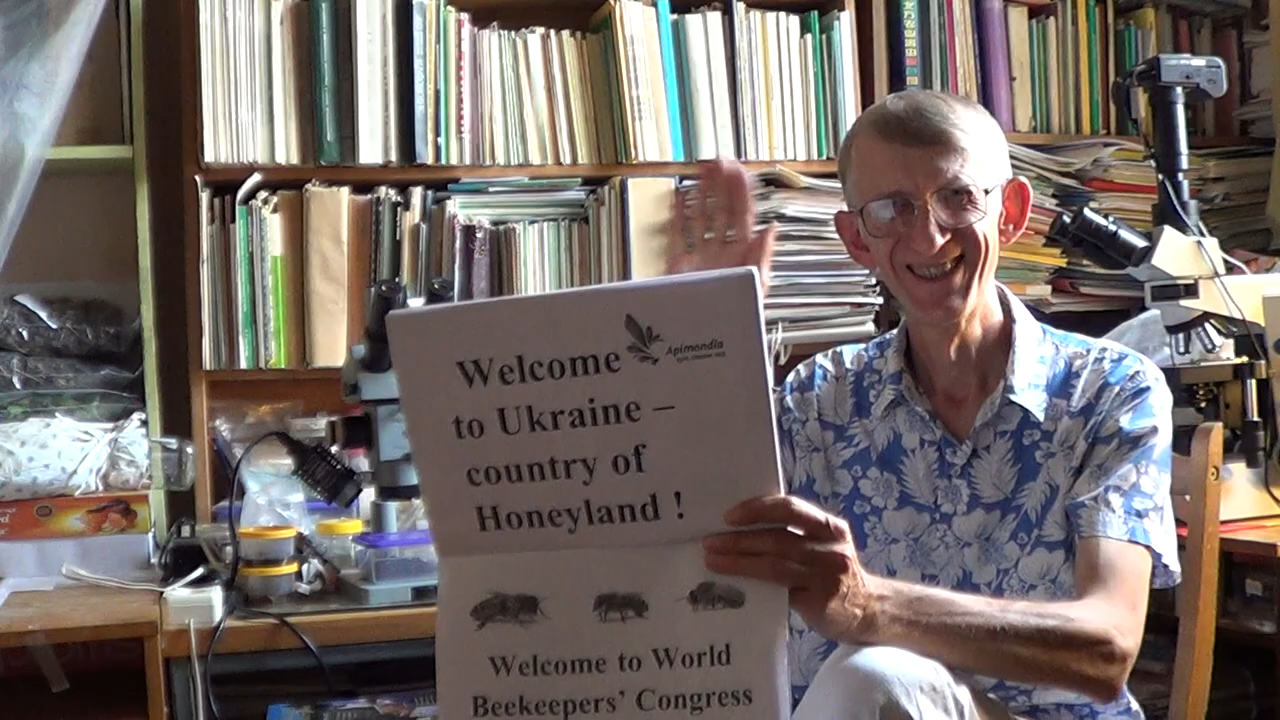 Welcome
Apimondia
to Ukraine –
country of
Honeyland !
Welcome to World
Beekeepers' Congress